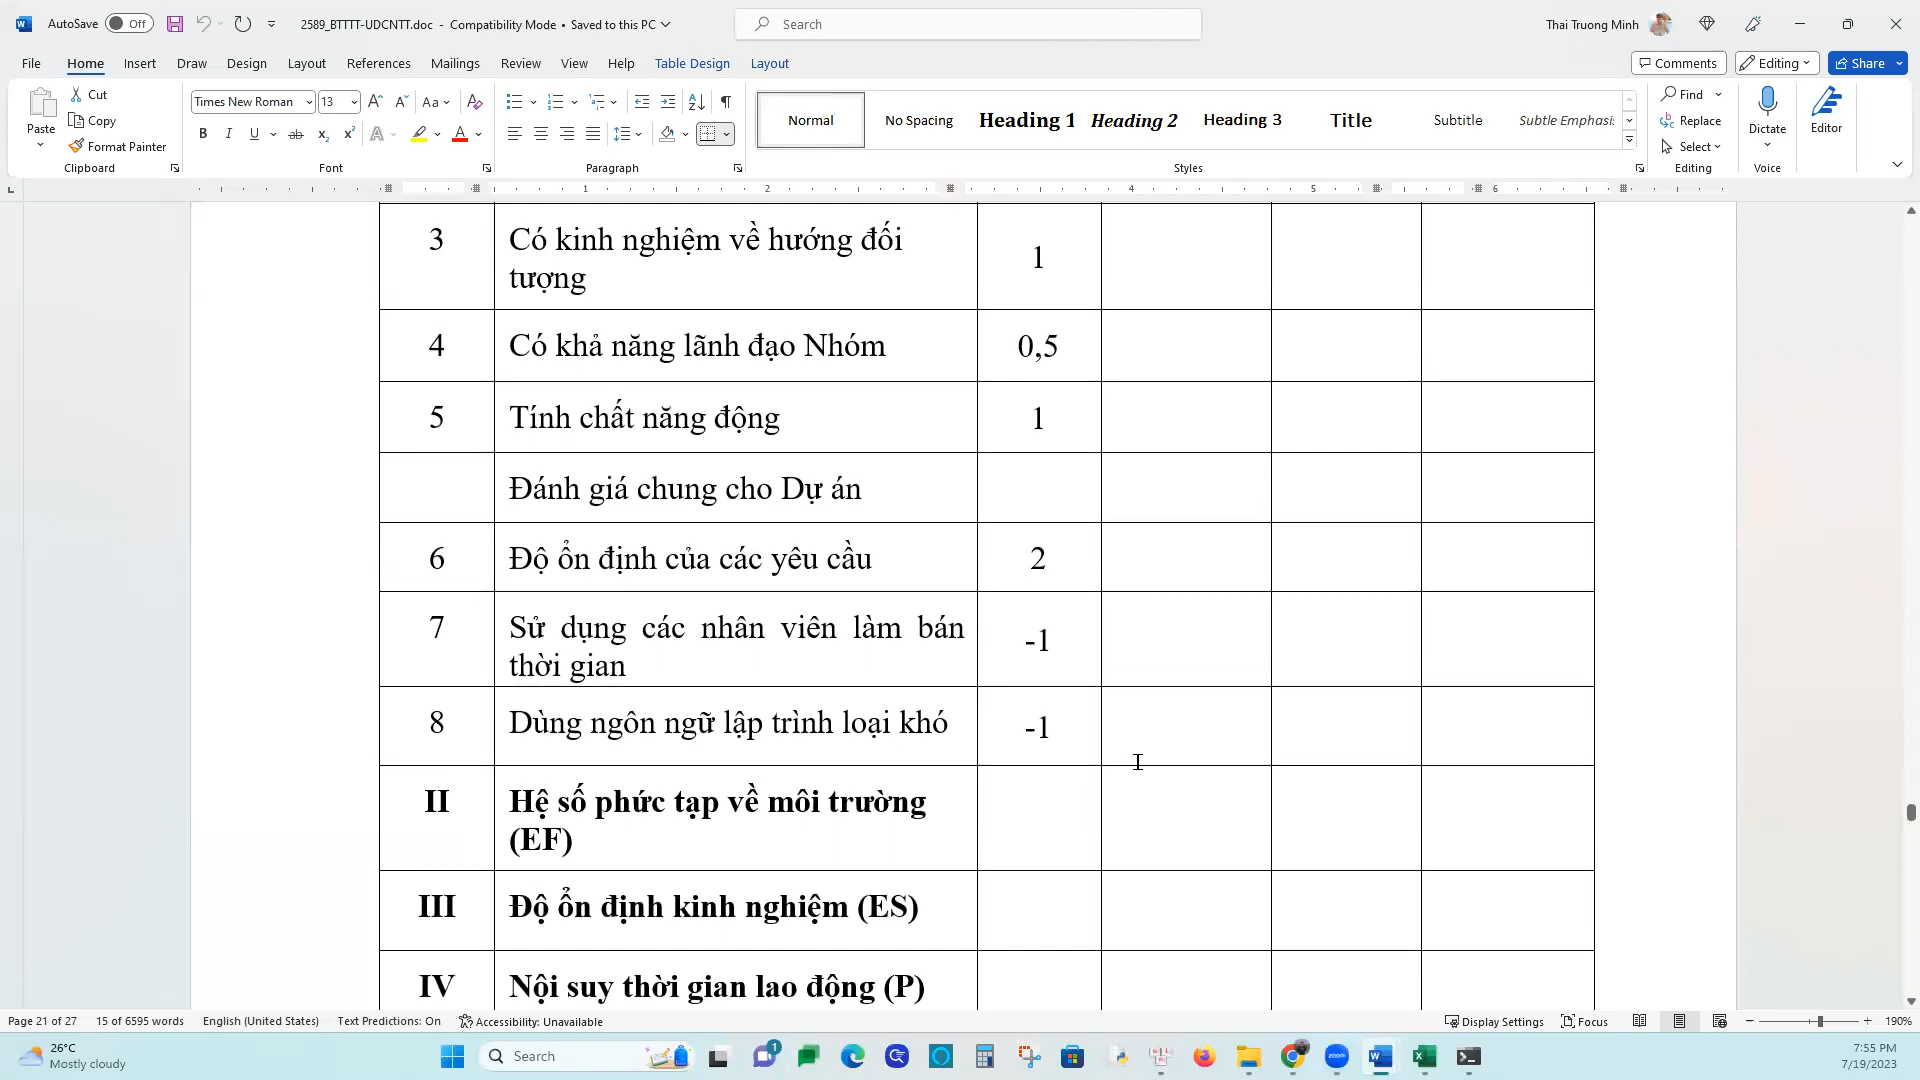 AutoSave Off 2589_BTTTT-UDCNTT.doc - Compatibility Mode • Saved to this PC Search Thai Truong Minh
File Home Insert Draw Design Layout References Mailings Review View Help Table Design Layout Comments Editing Share
Paste
Cut
Copy
Format Painter
Clipboard
Times New Roman 13
Font
Paragraph
Normal No Spacing Heading 1 Heading 2 Heading 3 Title Subtitle Subtle Emphasi
Styles
Find
Replace
Select
Editing
Dictate
Voice
Editor
1 2 4 5 6
3 Có kinh nghiệm về hướng đối
tượng 1
4 Có khả năng lãnh đạo Nhóm 0,5
5 Tính chất năng động 1
Đánh giá chung cho Dự án
6 Độ ổn định của các yêu cầu 2
7 Sử dụng các nhân viên làm bán
thời gian -1
8 Dùng ngôn ngữ lập trình loại khó -1
II Hệ số phức tạp về môi trường
(EF)
III Độ ổn định kinh nghiệm (ES)
IV Nội suy thời gian lao động (P)
Page 21 of 27 15 of 6595 words English (United States) Text Predictions: On Accessibility: Unavailable Display Settings Focus 190%
26°C
Mostly cloudy
Search
1
zoom
7:55 PM
7/19/2023